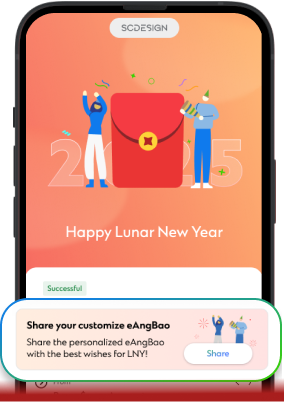 SCDESIGN
2025
Happy Lunar New Year
Successful
Share your customize eAngBao
Share the personalized eAngBao
with the best wishes for LNY!
Share